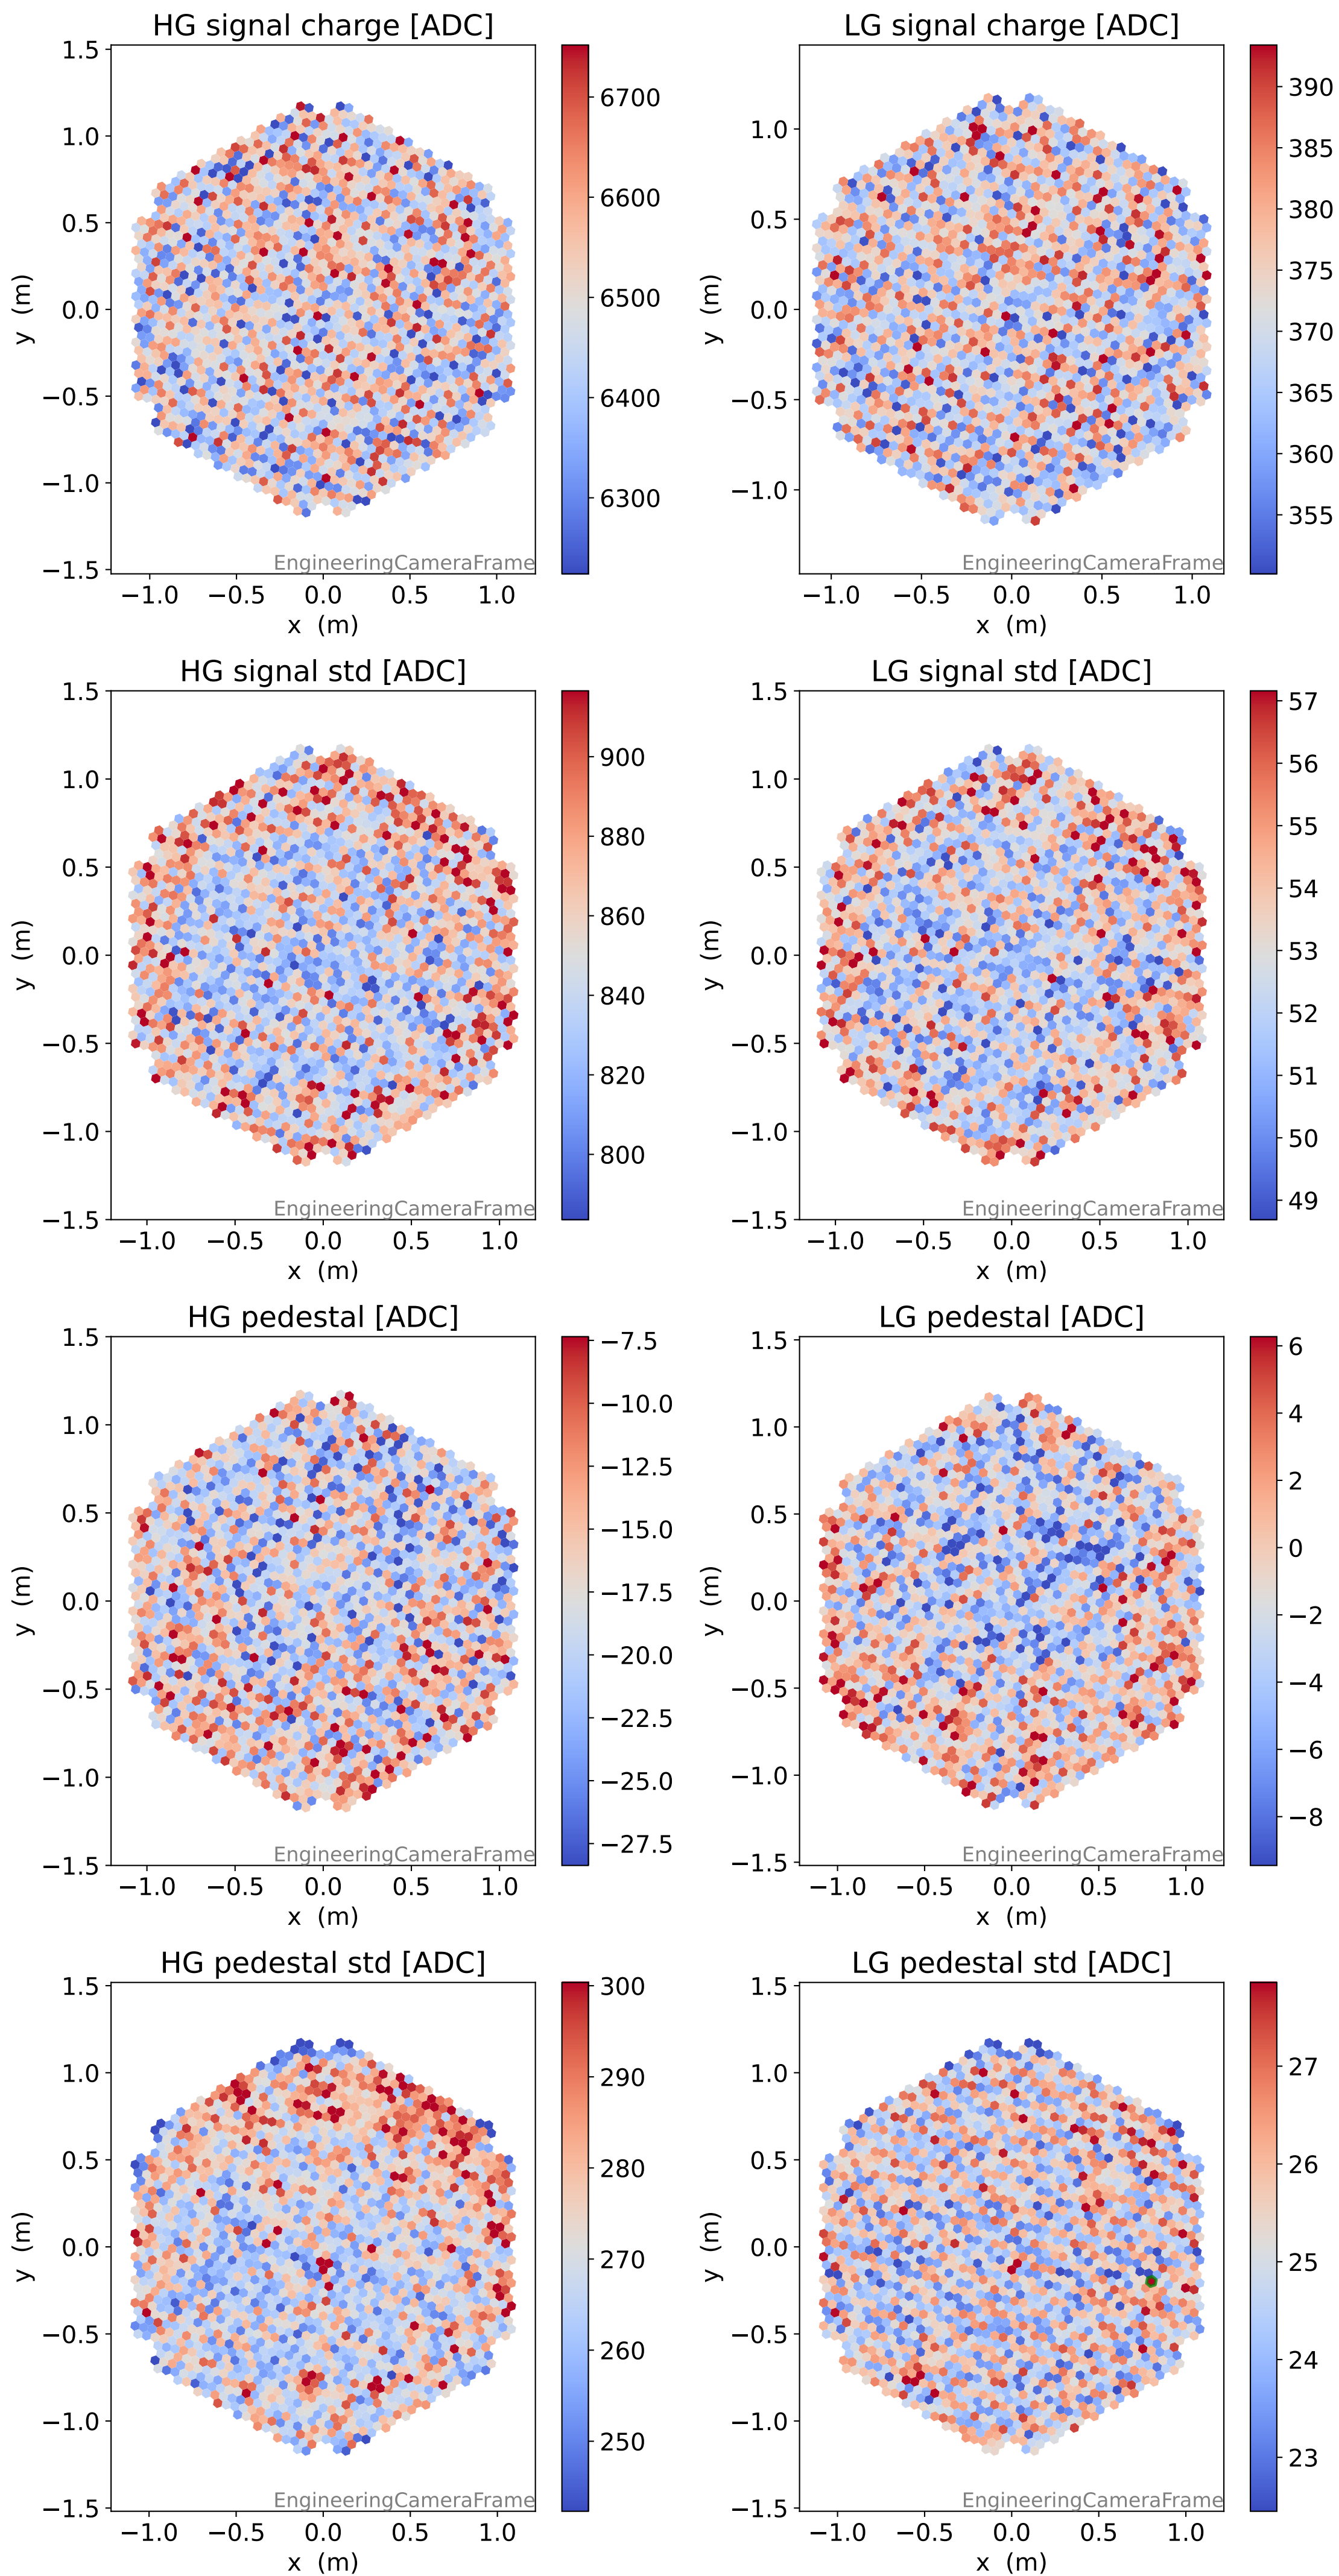 HG signal charge [ADC]
LG signal charge [ADC]
1.5
1.0
0.5
0.0
−0.5
−1.0
−1.5
y (m)
−1.0 −0.5 0.0 0.5 1.0
x (m)
EngineeringCameraFrame
6700
6600
6500
6400
6300
1.0
0.5
0.0
−0.5
−1.0
y (m)
−1.0 −0.5 0.0 0.5 1.0
x (m)
EngineeringCameraFrame
390
385
380
375
370
365
360
355
HG signal std [ADC]
LG signal std [ADC]
1.5
1.0
0.5
0.0
−0.5
−1.0
−1.5
y (m)
−1.0 −0.5 0.0 0.5 1.0
x (m)
EngineeringCameraFrame
900
880
860
840
820
800
1.5
1.0
0.5
0.0
−0.5
−1.0
−1.5
y (m)
−1.0 −0.5 0.0 0.5 1.0
x (m)
EngineeringCameraFrame
57
56
55
54
53
52
51
50
49
HG pedestal [ADC]
LG pedestal [ADC]
1.5
1.0
0.5
0.0
−0.5
−1.0
−1.5
y (m)
−1.0 −0.5 0.0 0.5 1.0
x (m)
EngineeringCameraFrame
−7.5
−10.0
−12.5
−15.0
−17.5
−20.0
−22.5
−25.0
−27.5
1.5
1.0
0.5
0.0
−0.5
−1.0
−1.5
y (m)
−1.0 −0.5 0.0 0.5 1.0
x (m)
EngineeringCameraFrame
6
4
2
0
−2
−4
−6
−8
HG pedestal std [ADC]
LG pedestal std [ADC]
1.5
1.0
0.5
0.0
−0.5
−1.0
−1.5
y (m)
−1.0 −0.5 0.0 0.5 1.0
x (m)
EngineeringCameraFrame
300
290
280
270
260
250
1.5
1.0
0.5
0.0
−0.5
−1.0
−1.5
y (m)
−1.0 −0.5 0.0 0.5 1.0
x (m)
EngineeringCameraFrame
27
26
25
24
23